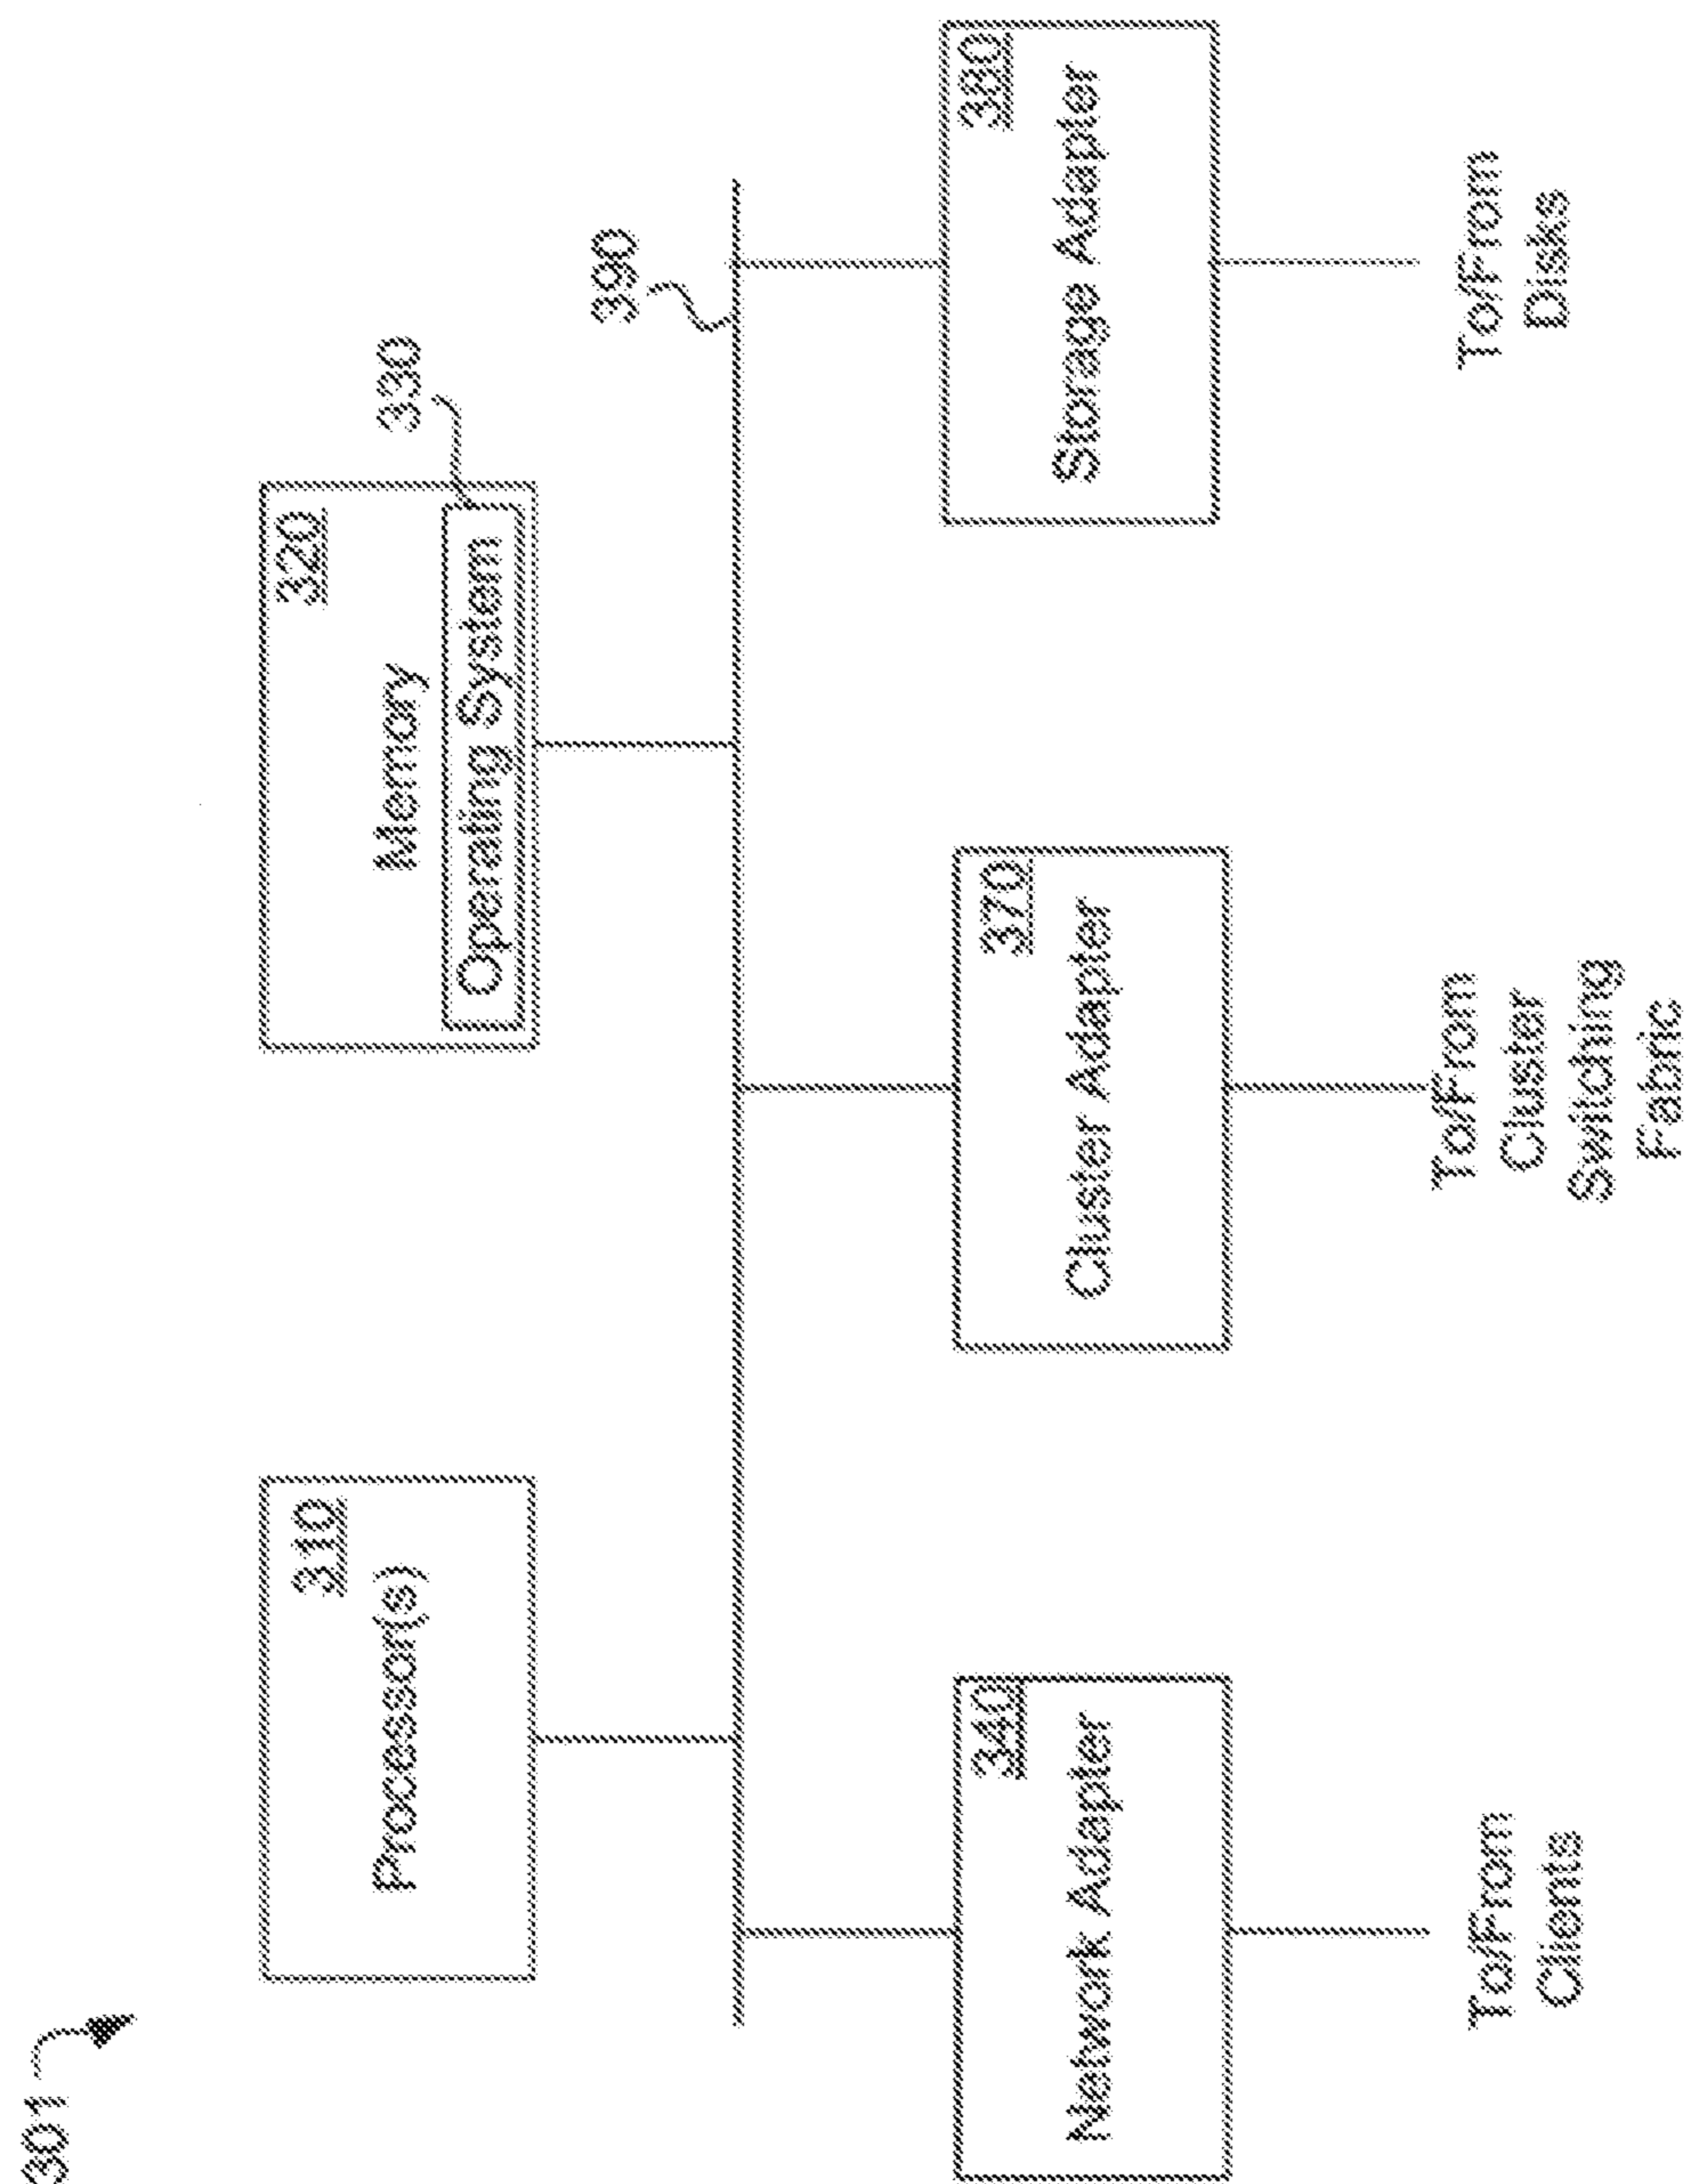 301
310
Processor(s)
320
Memory
Operating System
330
390
340
Network Adapter
370
Cluster Adapter
380
Storage Adapter
To/From
Clients
To/From
Cluster
Switching
Fabric
To/From
Disks